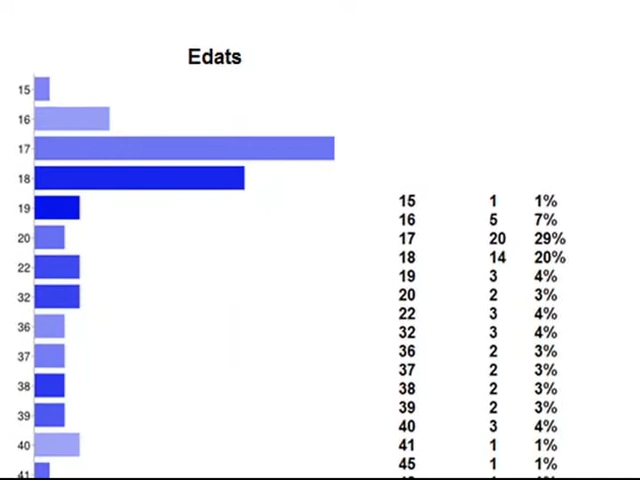 Edats
15
16
17
18
19
20
22
32
36
37
38
39
40
41
15 1 1%
16 5 7%
17 20 29%
18 14 20%
19 3 4%
20 2 3%
22 3 4%
32 3 4%
36 2 3%
37 2 3%
38 2 3%
39 2 3%
40 3 4%
41 1 1%
45 1 1%